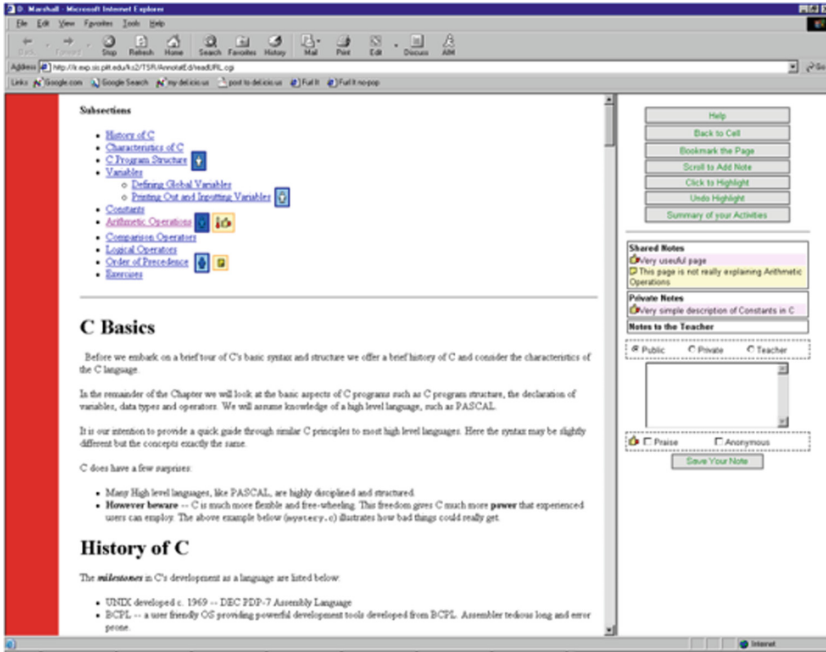 D. Marshall - Microsoft Internet Explorer
File Edit View Favorites Tools Help
Back Forward Stop Refresh Home Search Favorites History Mail Print Edit Discuss AIM
Address
Go
Links Google.com Google Search my del.icio.us post to del.icio.us Furl It Furl It no-pop
Subsections
History of C
Characteristics of C
C Program Structure
Variables
Defining Global Variables
Printing Out and Inputting Variables
Constants
Arithmetic Operations
Comparison Operators
Logical Operators
Order of Precedence
Exercises
C Basics
Before we embark on a brief tour of C's basic syntax and structure we offer a brief history of C and consider the characteristics of
the C language.
In the remainder of the Chapter we will look at the basic aspects of C programs such as C program structure, the declaration of
variables, data types and operators. We will assume knowledge of a high level language, such as PASCAL.
It is our intention to provide a quick guide through similar C principles to most high level languages. Here the syntax may be slightly
different but the concepts exactly the same.
C does have a few surprises:
Many High level languages, like PASCAL, are highly disciplined and structured.
However beware -- C is much more flexible and free-wheeling. This freedom gives C much more power that experienced
users can employ. The above example below (mystery.c) illustrates how bad things could really get.
History of C
The milestones in C's development as a language are listed below:
UNIX developed c. 1969 -- DEC PDP-7 Assembly Language
BCPL -- a user friendly OS providing powerful development tools developed from BCPL. Assembler tedious long and error
prone.
Help
Back to Cell
Bookmark the Page
Scroll to Add Note
Click to Highlight
Undo Highlight
Summary of your Activities
Shared Notes
Very useuful page
This page is not really explaining Arithmetic
Operations
Private Notes
Very simple description of Constants in C
Notes to the Teacher
Public Private Teacher
Praise Anonymous
Save Your Note
Internet